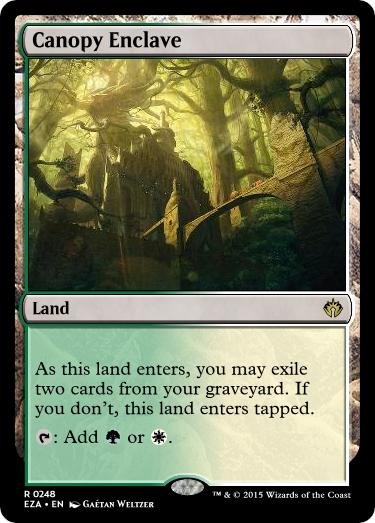 Canopy Enclave
Land
As this land enters, you may exile
two cards from your graveyard. If
you don't, this land enters tapped.
: Add or .
R 0248
EZA • EN GAÉTAN WELTZER
™ & © 2015 Wizards of the Coast